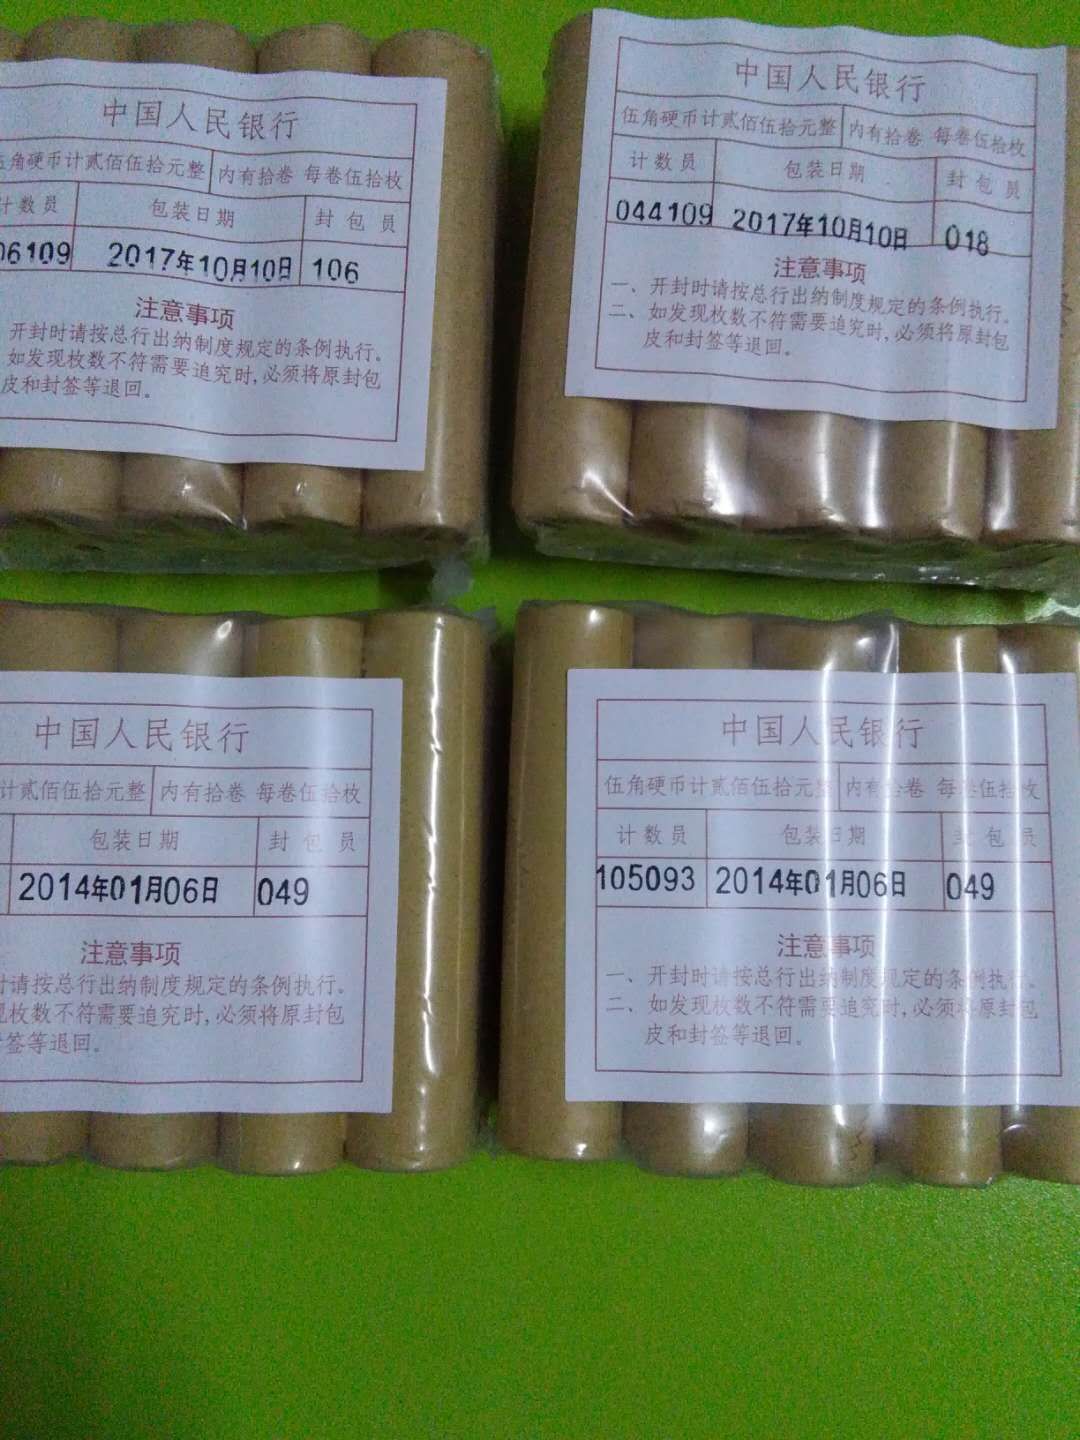 中国人民银行
伍角硬币计贰佰伍拾元整 内有拾卷 每卷伍拾枚
计数员 包装日期 封包员
06109 2017年10月10日 106
注意事项
开封时请按总行出纳制度规定的条例执行。
如发现枚数不符需要追究时,必须将原封包
皮和封签等退回。
中国人民银行
伍角硬币计贰佰伍拾元整 内有拾卷 每卷伍拾枚
计数员 包装日期 封包员
044109 2017年10月10日 018
注意事项
一、开封时请按总行出纳制度规定的条例执行。
二、如发现枚数不符需要追究时,必须将原封包
皮和封签等退回。
中国人民银行
计贰佰伍拾元整 内有拾卷 每卷伍拾枚
包装日期 封包员
2014年01月06日 049
注意事项
时请按总行出纳制度规定的条例执行。
现枚数不符需要追究时,必须将原封包
封签等退回。
中国人民银行
伍角硬币计贰佰伍拾元整 内有拾卷 每卷伍拾枚
计数员 包装日期 封包员
105093 2014年01月06日 049
注意事项
一、开封时请按总行出纳制度规定的条例执行。
二、如发现枚数不符需要追究时,必须将原封包
皮和封签等退回。